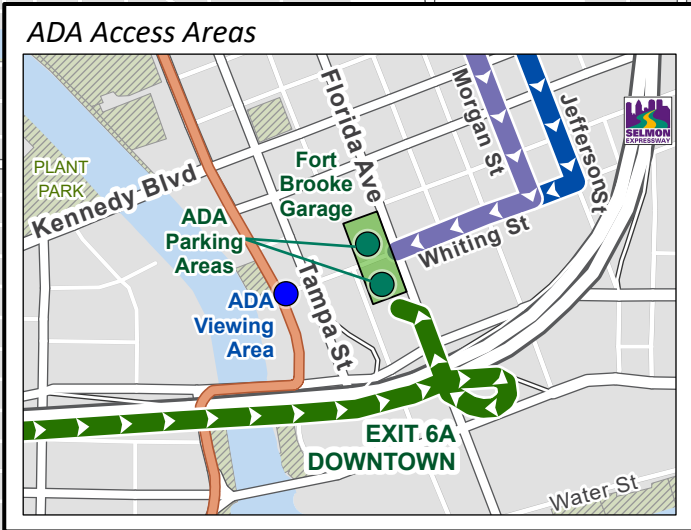 ADA Access Areas
PLANT
PARK
Kennedy Blvd
Florida Ave
Morgan St
Jefferson St
SELMON
EXPRESSWAY
Fort
Brooke
Garage
ADA
Parking
Areas
Whiting St
Tampa St
ADA
Viewing
Area
EXIT 6A
DOWNTOWN
Water St